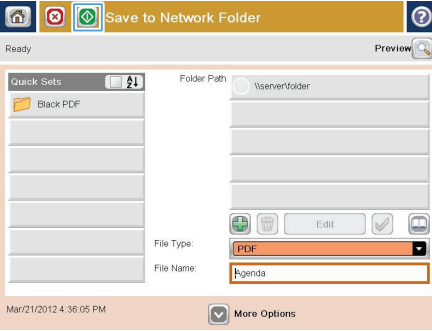 Save to Network Folder
Ready
Preview
Quick Sets
Folder Path
\\server\folder
Black PDF
Edit
File Type:
PDF
File Name:
Agenda
Mar/21/2012 4:36:05 PM
More Options